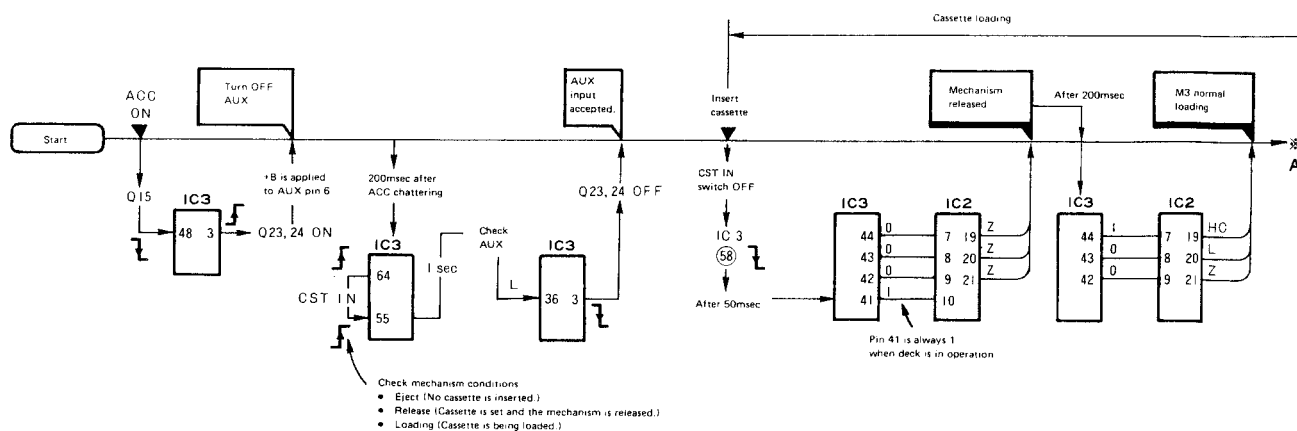 Cassette loading
Start
ACC
ON
Turn OFF
AUX
Q15
IC3
48 3
+B is applied
to AUX pin 6
Q23, 24 ON
200msec after
ACC chattering
IC3
64
55
CST IN
1 sec
Check mechanism conditions
• Eject (No cassette is inserted.)
• Release (Cassette is set and the mechanism is released.)
• Loading (Cassette is being loaded.)
Check
AUX
L
IC3
36 3
AUX
input
accepted.
Q23, 24 OFF
Insert
cassette
CST IN
switch OFF
IC 3
58
After 50msec
IC3
44
43
42
41
0
0
0
1
IC2
7 19
8 20
9 21
10
Z
Z
Z
Pin 41 is always 1
when deck is in operation
Mechanism
released
After 200msec
IC3
44
43
42
1
0
0
IC2
7 19
8 20
9 21
HC
L
Z
M3 normal
loading
※
A